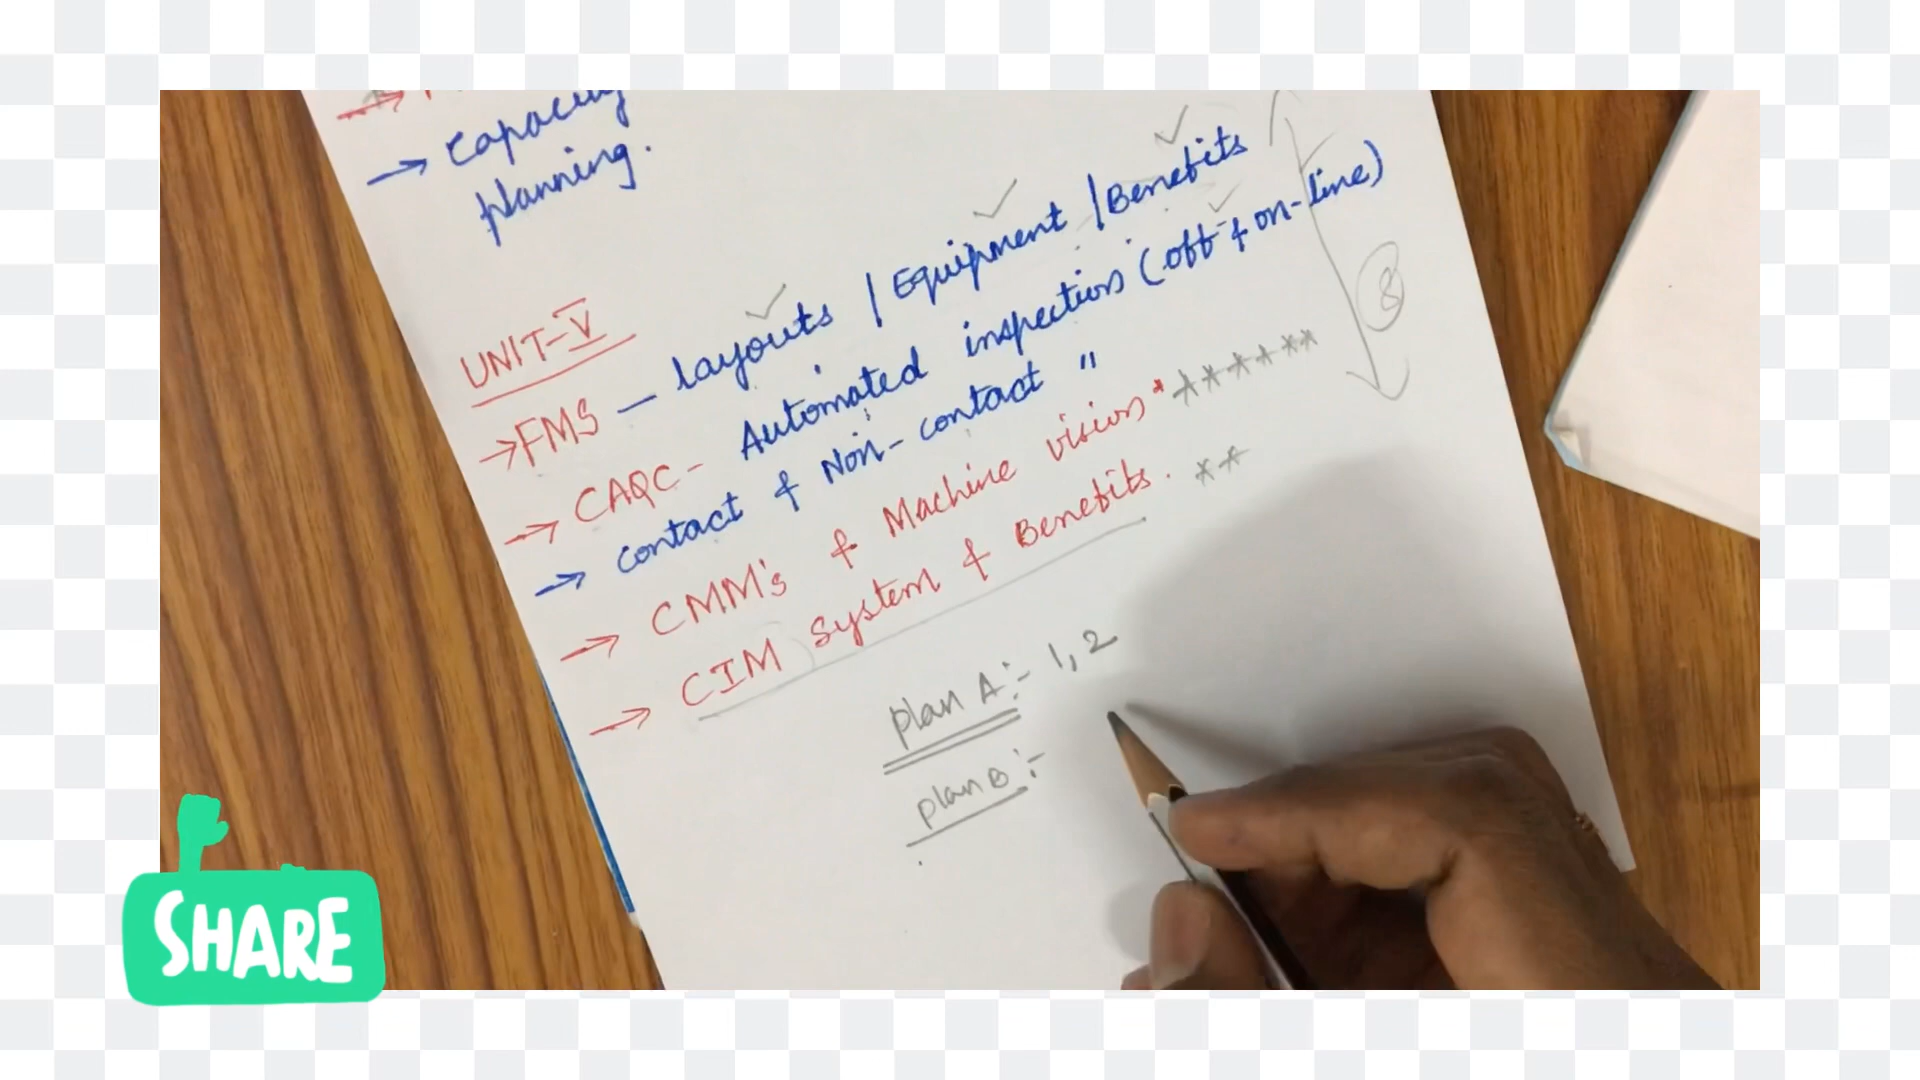 → Capacity
planning.
UNIT-V
→ FMS — Layouts / Equipment / Benefits
→ CAQC - Automated inspection (off & on-line)
→ contact & Non-contact "
→ CMM's & Machine vision * ******
→ CIM System & Benefits. **
8
plan A :- 1, 2
plan B :-
SHARE